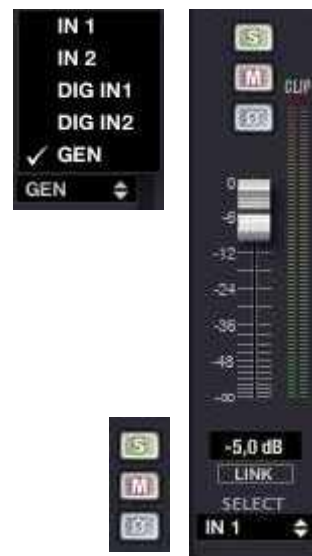 IN 1
IN 2
DIG IN1
DIG IN2
GEN
GEN
S
M
Ø
S
M
Ø
CLIP
0
-6
-12
-24
-36
-48
-∞
-5,0 dB
LINK
SELECT
IN 1